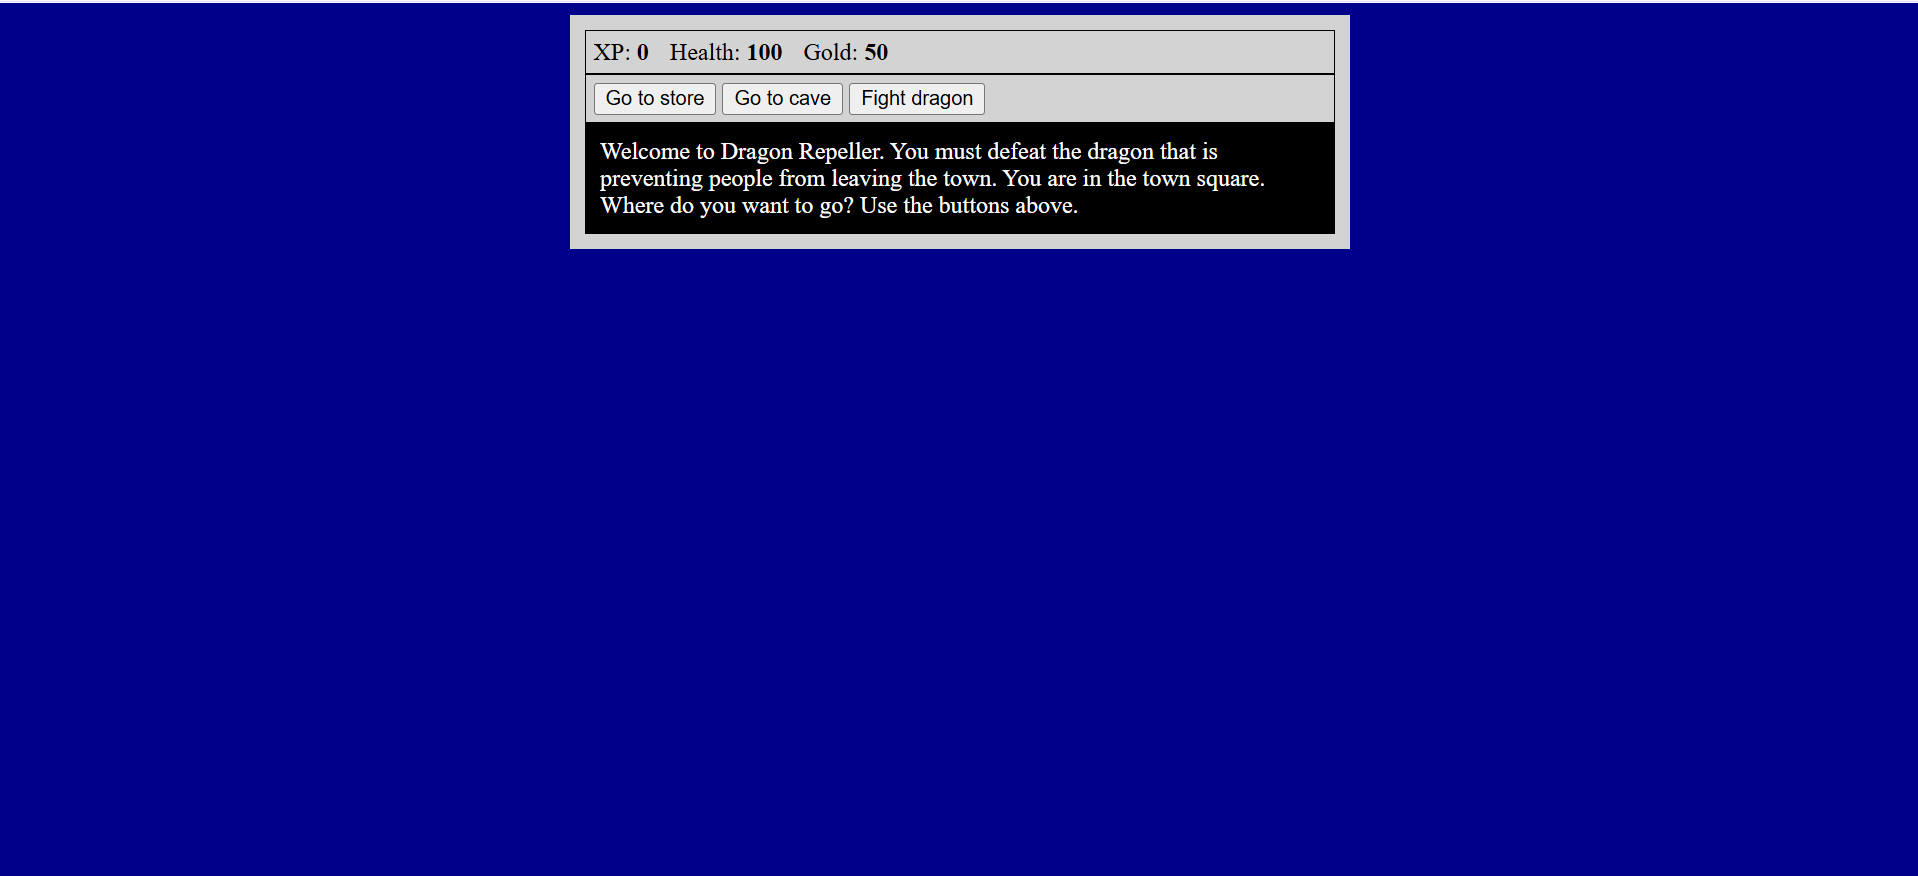 XP: 0 Health: 100 Gold: 50
Go to store Go to cave Fight dragon
Welcome to Dragon Repeller. You must defeat the dragon that is
preventing people from leaving the town. You are in the town square.
Where do you want to go? Use the buttons above.